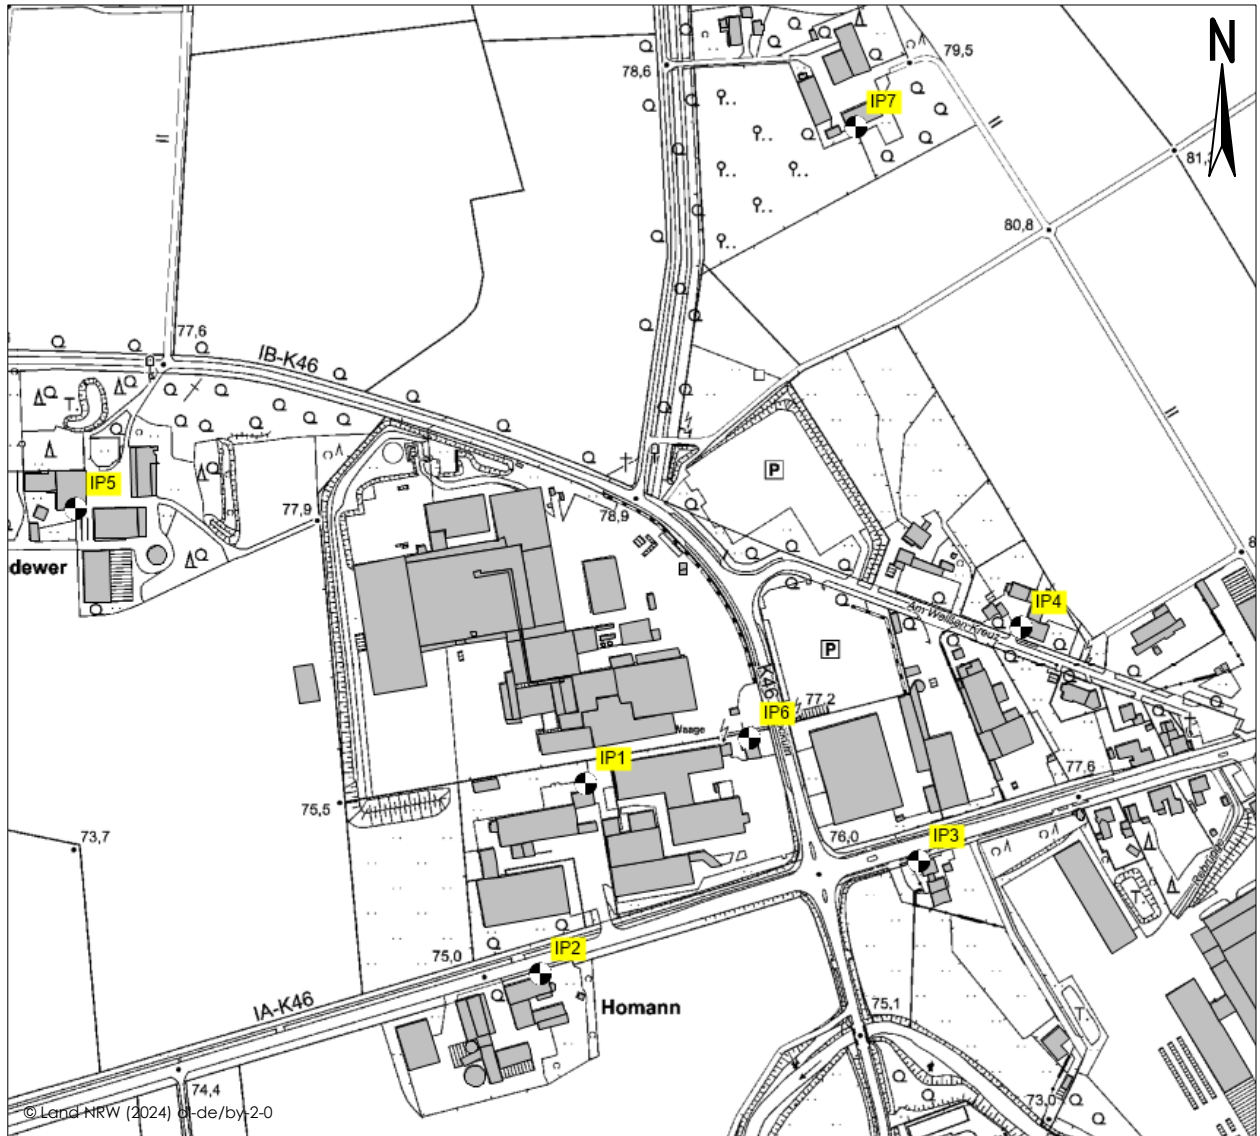 N
79,5
78,6
IP7
81,
80,8
77,6
IB-K46
P
IP5
77,9
78,9
dewer
IP4
Am Weißen Kreuz
P
K46
77,2
IP6
Waage
IP1
77,6
75,5
73,7
76,0
IP3
T.
IP2
75,0
IA-K46
Homann
75,1
T.
74,4
73,0
© Land NRW (2024) dl-de/by-2-0